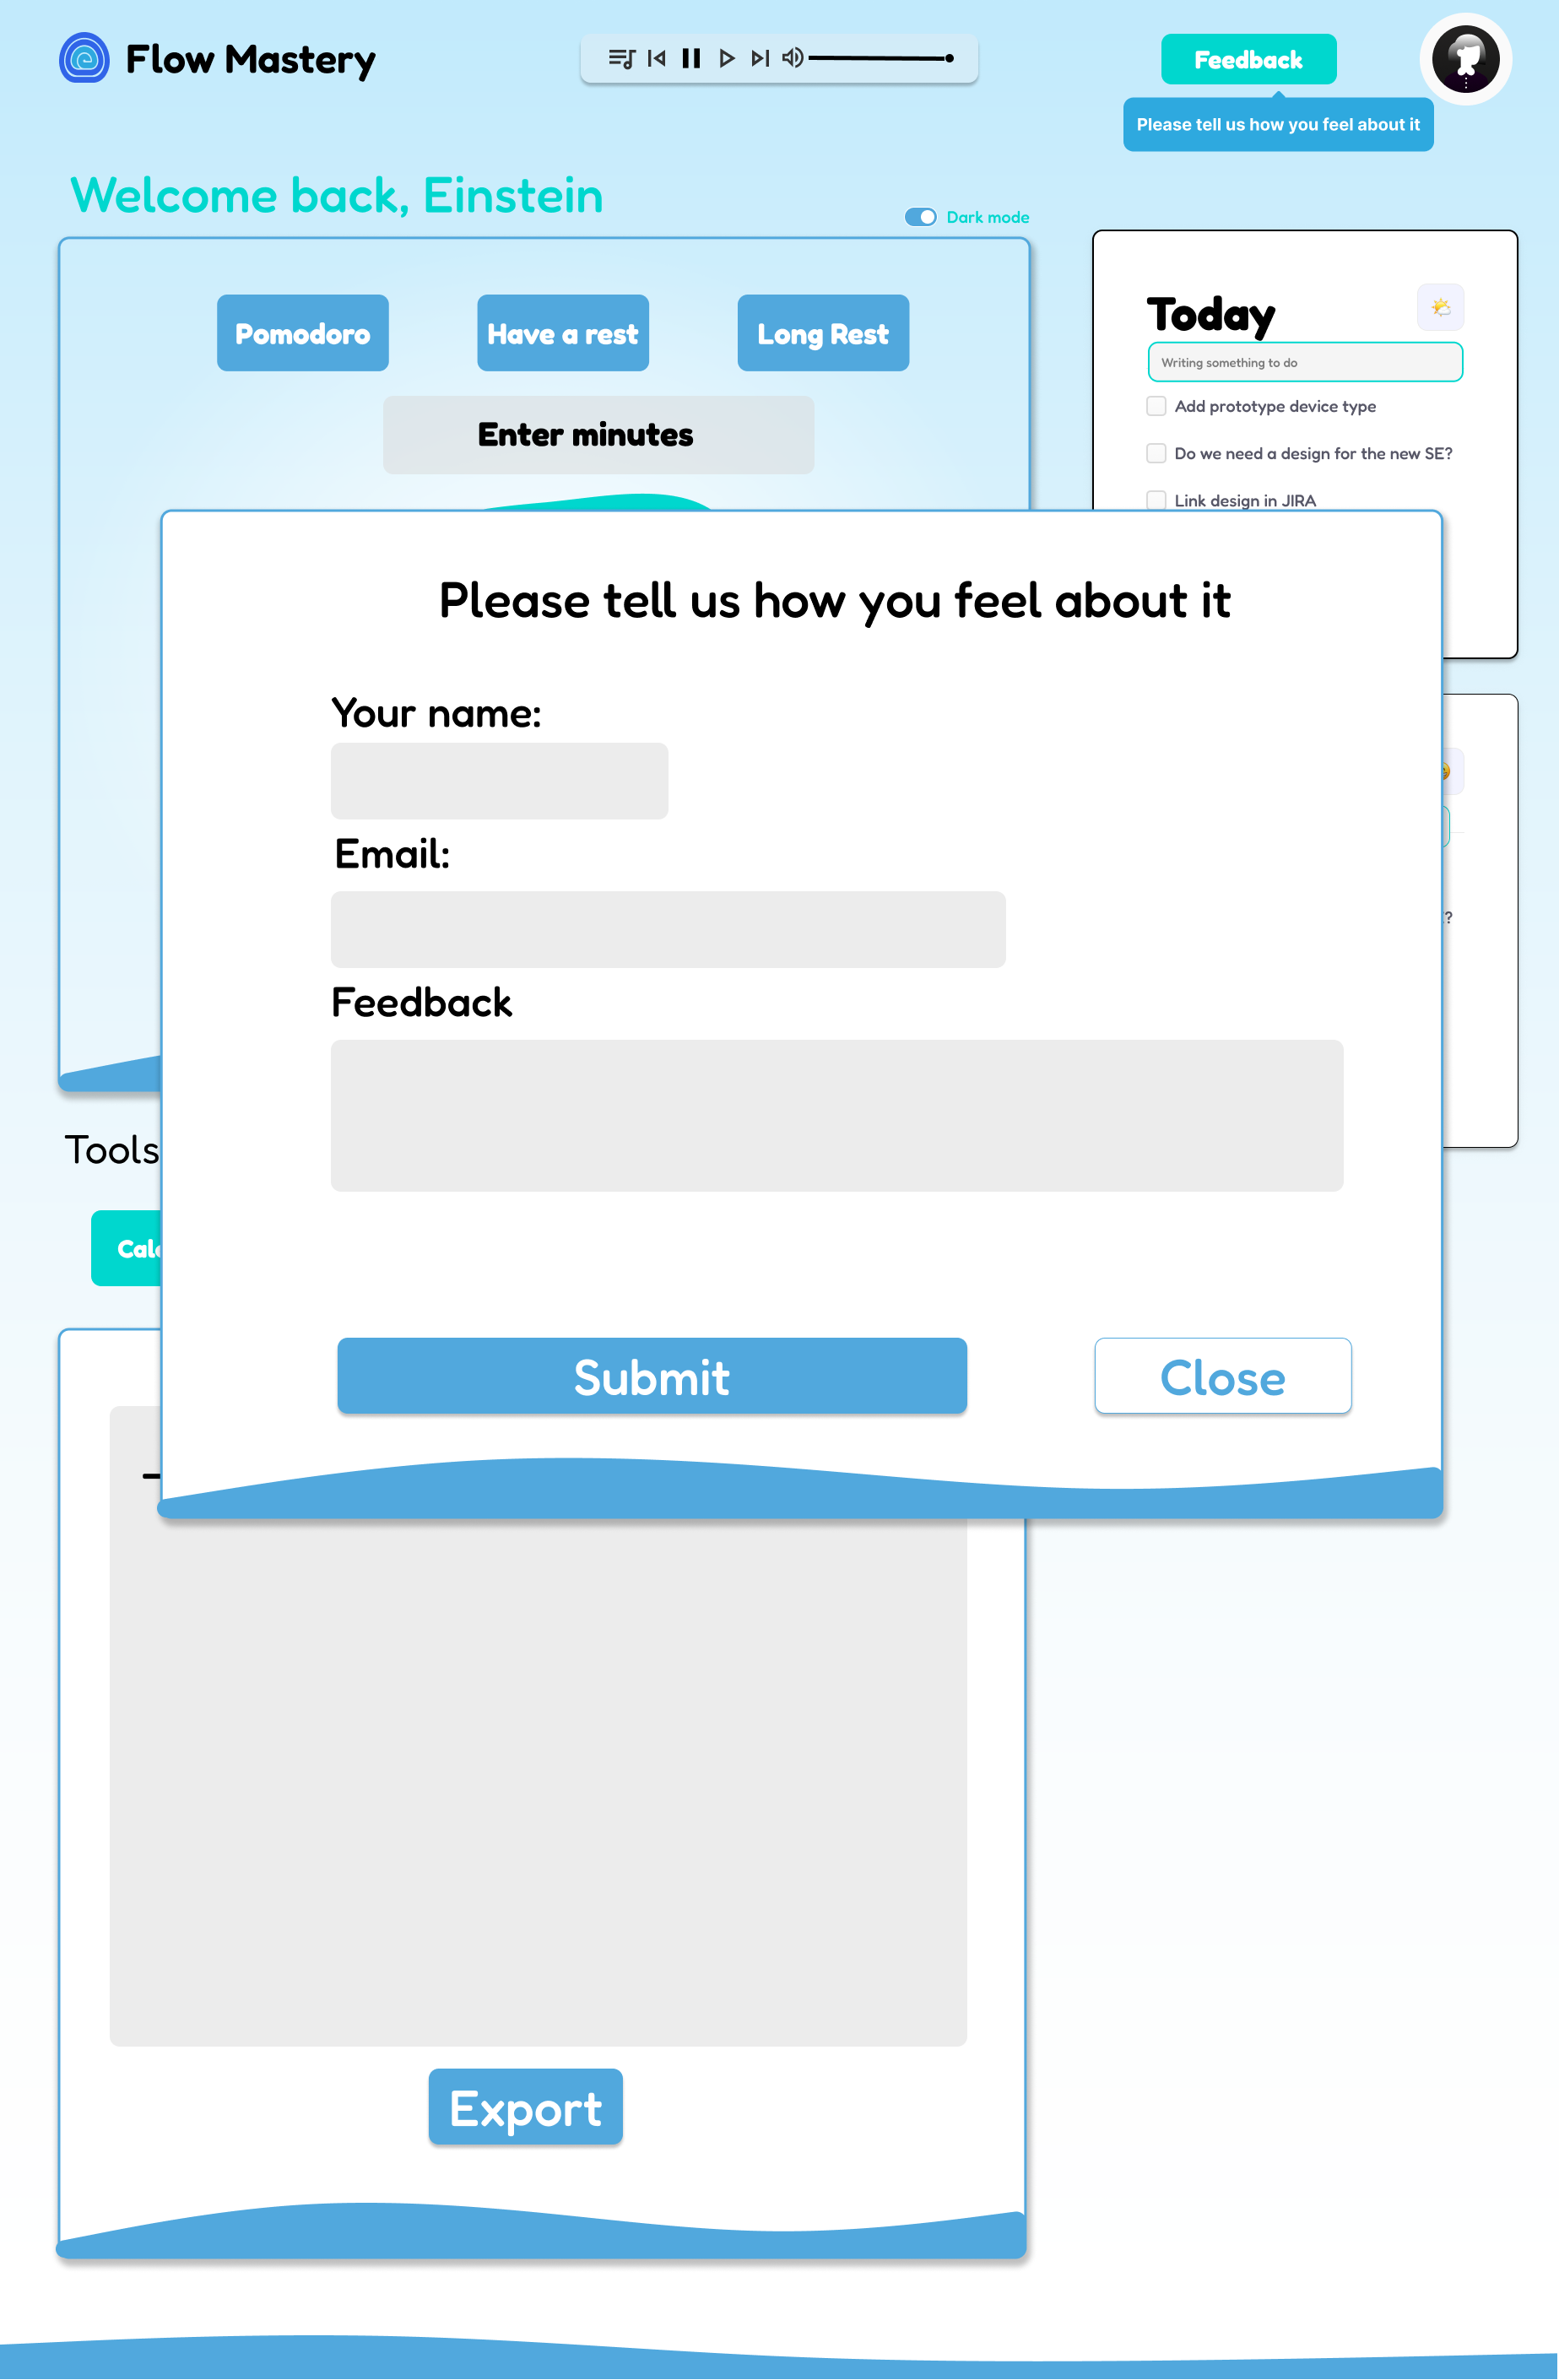 Flow Mastery
Feedback
Please tell us how you feel about it
Welcome back, Einstein
Dark mode
Pomodoro
Have a rest
Long Rest
Enter minutes
Today
Writing something to do
Add prototype device type
Do we need a design for the new SE?
Link design in JIRA
Please tell us how you feel about it
Your name:
Email:
Feedback
?
Tools
Submit
Close
Export